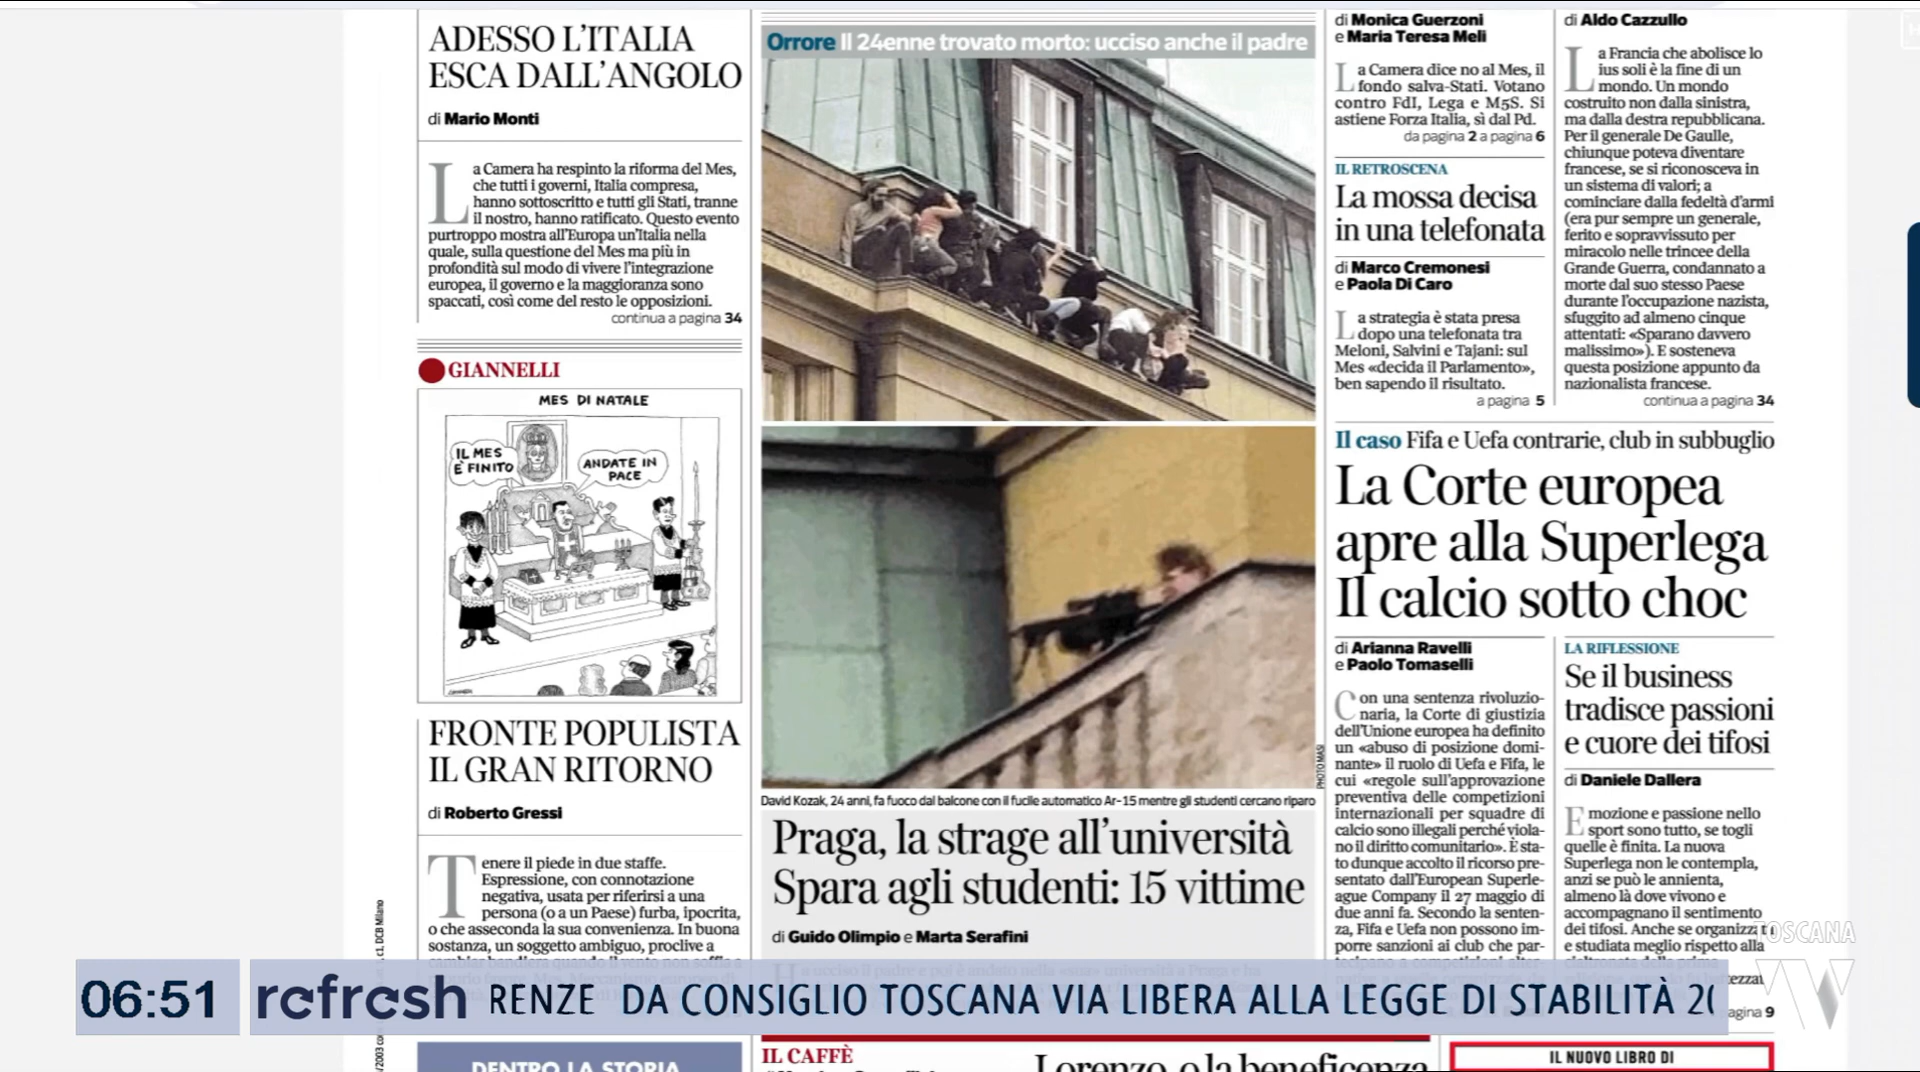 ADESSO L'ITALIA
ESCA DALL'ANGOLO
di Mario Monti
La Camera ha respinto la riforma del Mes,
che tutti i governi, Italia compresa,
hanno sottoscritto e tutti gli Stati, tranne
il nostro, hanno ratificato. Questo evento
purtroppo mostra all'Europa un'Italia nella
quale, sulla questione del Mes ma più in
profondità sul modo di vivere l'integrazione
europea, il governo e la maggioranza sono
spaccati, così come del resto le opposizioni.
continua a pagina 34
GIANNELLI
MES DI NATALE
IL MES
È FINITO
ANDATE IN
PACE
FRONTE POPULISTA
IL GRAN RITORNO
di Roberto Gressi
Tenere il piede in due staffe.
Espressione, con connotazione
negativa, usata per riferirsi a una
persona (o a un Paese) furba, ipocrita,
o che asseconda la sua convenienza. In buona
sostanza, un soggetto ambiguo, proclive a
DENTRO LA STORIA
Orrore Il 24enne trovato morto: ucciso anche il padre
PHOTO MASI
David Kozak, 24 anni, fa fuoco dal balcone con il fucile automatico Ar-15 mentre gli studenti cercano riparo
Praga, la strage all'università
Spara agli studenti: 15 vittime
di Guido Olimpio e Marta Serafini
IL CAFFÈ
Lorenzo, o la beneficenza
di Monica Guerzoni
e Maria Teresa Meli
La Camera dice no al Mes, il
fondo salva-Stati. Votano
contro FdI, Lega e M5S. Si
astiene Forza Italia, sì dal Pd.
da pagina 2 a pagina 6
IL RETROSCENA
La mossa decisa
in una telefonata
di Marco Cremonesi
e Paola Di Caro
La strategia è stata presa
dopo una telefonata tra
Meloni, Salvini e Tajani: sul
Mes «decida il Parlamento»,
ben sapendo il risultato.
a pagina 5
di Aldo Cazzullo
La Francia che abolisce lo
ius soli è la fine di un
mondo. Un mondo
costruito non dalla sinistra,
ma dalla destra repubblicana.
Per il generale De Gaulle,
chiunque poteva diventare
francese, se si riconosceva in
un sistema di valori; a
cominciare dalla fedeltà d'armi
(era pur sempre un generale,
ferito e sopravvissuto per
miracolo nelle trincee della
Grande Guerra, condannato a
morte dal suo stesso Paese
durante l'occupazione nazista,
sfuggito ad almeno cinque
attentati: «Sparano davvero
malissimo»). E sosteneva
questa posizione appunto da
nazionalista francese.
continua a pagina 34
Il caso Fifa e Uefa contrarie, club in subbuglio
La Corte europea
apre alla Superlega
Il calcio sotto choc
di Arianna Ravelli
e Paolo Tomaselli
Con una sentenza rivoluzio-
naria, la Corte di giustizia
dell'Unione europea ha definito
un «abuso di posizione domi-
nante» il ruolo di Uefa e Fifa, le
cui «regole sull'approvazione
preventiva delle competizioni
internazionali per squadre di
calcio sono illegali perché viola-
no il diritto comunitario». È sta-
to dunque accolto il ricorso pre-
sentato dall'European Superle-
ague Company il 27 maggio di
due anni fa. Secondo la senten-
za, Fifa e Uefa non possono im-
porre sanzioni ai club che par-
LA RIFLESSIONE
Se il business
tradisce passioni
e cuore dei tifosi
di Daniele Dallera
Emozione e passione nello
sport sono tutto, se togli
quelle è finita. La nuova
Superlega non le contempla,
anzi se può le annienta,
almeno là dove vivono e
accompagnano il sentimento
dei tifosi. Anche se organizzata
e studiata meglio rispetto alla
pagina 9
IL NUOVO LIBRO DI
TOSCANA
06:51
refresh
RENZE DA CONSIGLIO TOSCANA VIA LIBERA ALLA LEGGE DI STABILITÀ 20